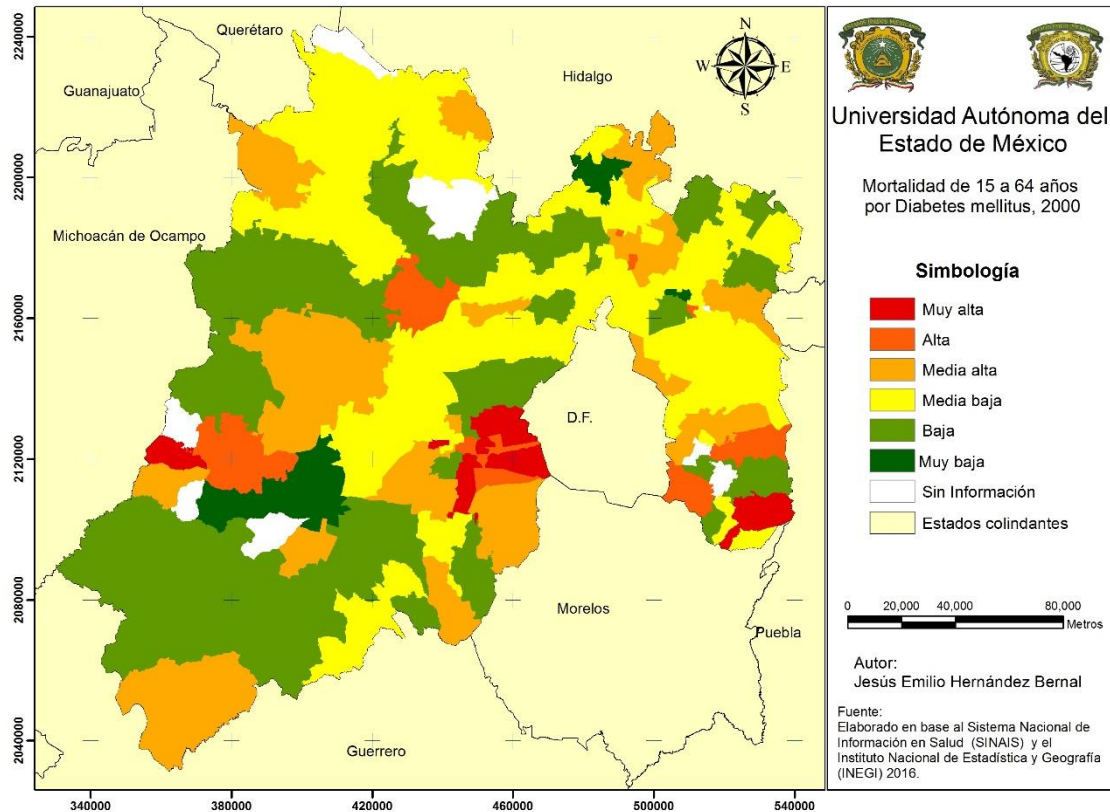 2240000
2200000
2160000
2120000
2080000
2040000
340000
380000
420000
460000
500000
540000
Querétaro
Guanajuato
Hidalgo
Michoacán de Ocampo
D.F.
Morelos
Puebla
Guerrero
N
W
E
S
Universidad Autónoma del
Estado de México
Mortalidad de 15 a 64 años
por Diabetes mellitus, 2000
Simbología
Muy alta
Alta
Media alta
Media baja
Baja
Muy baja
Sin Información
Estados colindantes
0 20,000 40,000 80,000
Metros
Autor:
Jesús Emilio Hernández Bernal
Fuente:
Elaborado en base al Sistema Nacional de
Información en Salud (SINAIS) y el
Instituto Nacional de Estadística y Geografía
(INEGI) 2016.